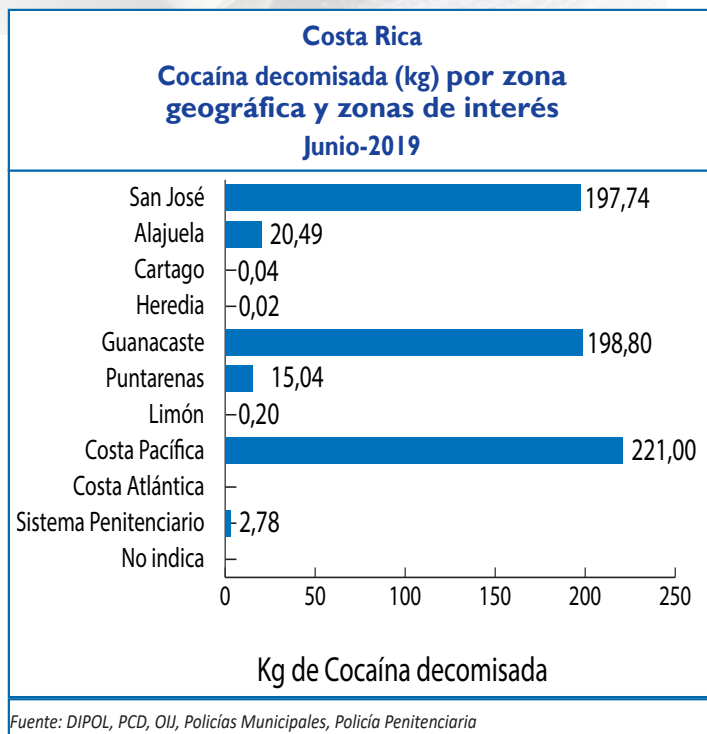 Costa Rica
Cocaína decomisada (kg) por zona
geográfica y zonas de interés
Junio-2019
San José 197,74
Alajuela 20,49
Cartago 0,04
Heredia 0,02
Guanacaste 198,80
Puntarenas 15,04
Limón 0,20
Costa Pacífica 221,00
Costa Atlántica
Sistema Penitenciario 2,78
No indica
0 50 100 150 200 250
Kg de Cocaína decomisada
Fuente: DIPOL, PCD, OIJ, Policías Municipales, Policía Penitenciaria